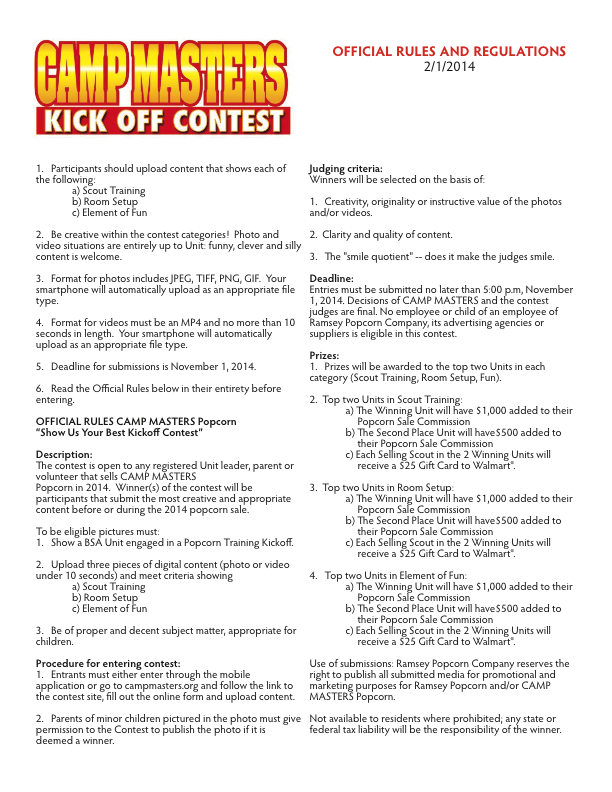 CAMP MASTERS
KICK OFF CONTEST
OFFICIAL RULES AND REGULATIONS
2/1/2014
1. Participants should upload content that shows each of
the following:
a) Scout Training
b) Room Setup
c) Element of Fun
2. Be creative within the contest categories! Photo and
video situations are entirely up to Unit: funny, clever and silly
content is welcome.
3. Format for photos includes JPEG, TIFF, PNG, GIF. Your
smartphone will automatically upload as an appropriate file
type.
4. Format for videos must be an MP4 and no more than 10
seconds in length. Your smartphone will automatically
upload as an appropriate file type.
5. Deadline for submissions is November 1, 2014.
6. Read the Official Rules below in their entirety before
entering.
OFFICIAL RULES CAMP MASTERS Popcorn
"Show Us Your Best Kickoff Contest"
Description:
The contest is open to any registered Unit leader, parent or
volunteer that sells CAMP MASTERS
Popcorn in 2014. Winner(s) of the contest will be
participants that submit the most creative and appropriate
content before or during the 2014 popcorn sale.
To be eligible pictures must:
1. Show a BSA Unit engaged in a Popcorn Training Kickoff.
2. Upload three pieces of digital content (photo or video
under 10 seconds) and meet criteria showing
a) Scout Training
b) Room Setup
c) Element of Fun
3. Be of proper and decent subject matter, appropriate for
children.
Procedure for entering contest:
1. Entrants must either enter through the mobile
application or go to campmasters.org and follow the link to
the contest site, fill out the online form and upload content.
2. Parents of minor children pictured in the photo must give
permission to the Contest to publish the photo if it is
deemed a winner.
Judging criteria:
Winners will be selected on the basis of:
1. Creativity, originality or instructive value of the photos
and/or videos.
2. Clarity and quality of content.
3. The "smile quotient" -- does it make the judges smile.
Deadline:
Entries must be submitted no later than 5:00 p.m, November
1, 2014. Decisions of CAMP MASTERS and the contest
judges are final. No employee or child of an employee of
Ramsey Popcorn Company, its advertising agencies or
suppliers is eligible in this contest.
Prizes:
1. Prizes will be awarded to the top two Units in each
category (Scout Training, Room Setup, Fun).
2. Top two Units in Scout Training:
a) The Winning Unit will have $1,000 added to their
Popcorn Sale Commission
b) The Second Place Unit will have$500 added to
Popcorn Sale Commission
c) Each Selling Scout in the 2 Winning Units will
receive a $25 Gift Card to Walmart®.
3. Top two Units in Room Setup:
a) The Winning Unit will have $1,000 added to their
Popcorn Sale Commission
b) The Second Place Unit will have$500 added to
Popcorn Sale Commission
c) Each Selling Scout in the 2 Winning Units will
receive a $25 Gift Card to Walmart®.
4. Top two Units in Element of Fun:
a) The Winning Unit will have $1,000 added to their
Popcorn Sale Commission
b) The Second Place Unit will have$500 added to
Popcorn Sale Commission
c) Each Selling Scout in the 2 Winning Units will
receive a $25 Gift Card to Walmart®.
Use of submissions: Ramsey Popcorn Company reserves the
right to publish all submitted media for promotional and
marketing purposes for Ramsey Popcorn and/or CAMP
MASTERS Popcorn.
Not available to residents where prohibited; any state or
federal tax liability will be the responsibility of the winner.